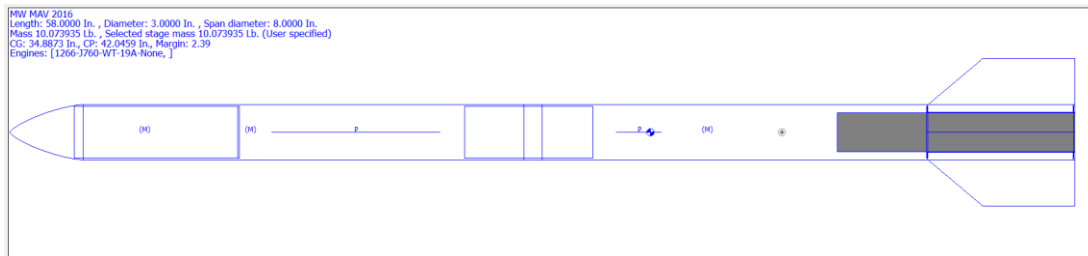 MW MAV 2016
Length: 58.0000 In. , Diameter: 3.0000 In. , Span diameter: 8.0000 In.
Mass 10.073935 Lb. , Selected stage mass 10.073935 Lb. (User specified)
CG: 34.8873 In., CP: 42.0459 In., Margin: 2.39
Engines: [1266-J760-WT-19A-None, ]
(M) (M) P P (M)